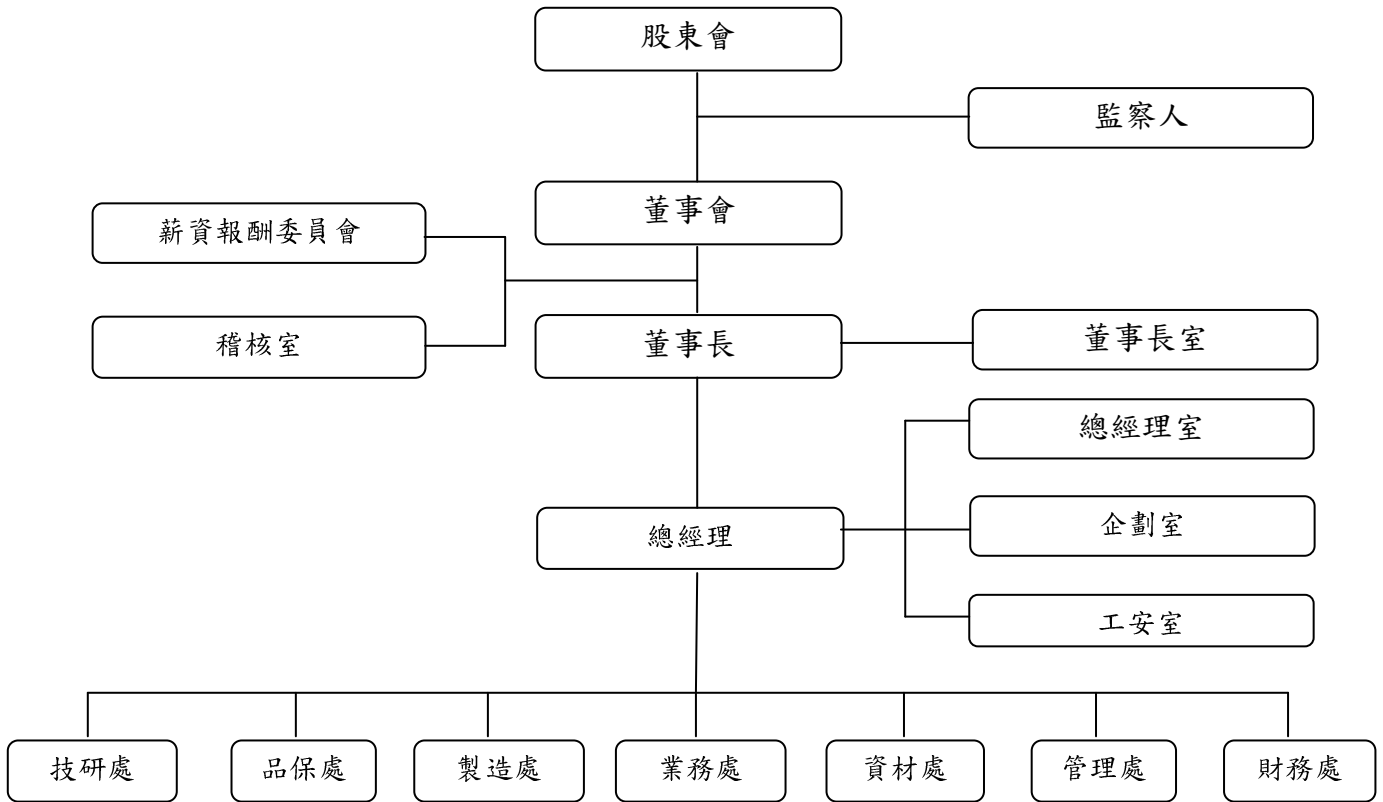 股東會
監察人
董事會
薪資報酬委員會
稽核室
董事長
董事長室
總經理室
總經理
企劃室
工安室
技研處
品保處
製造處
業務處
資材處
管理處
財務處